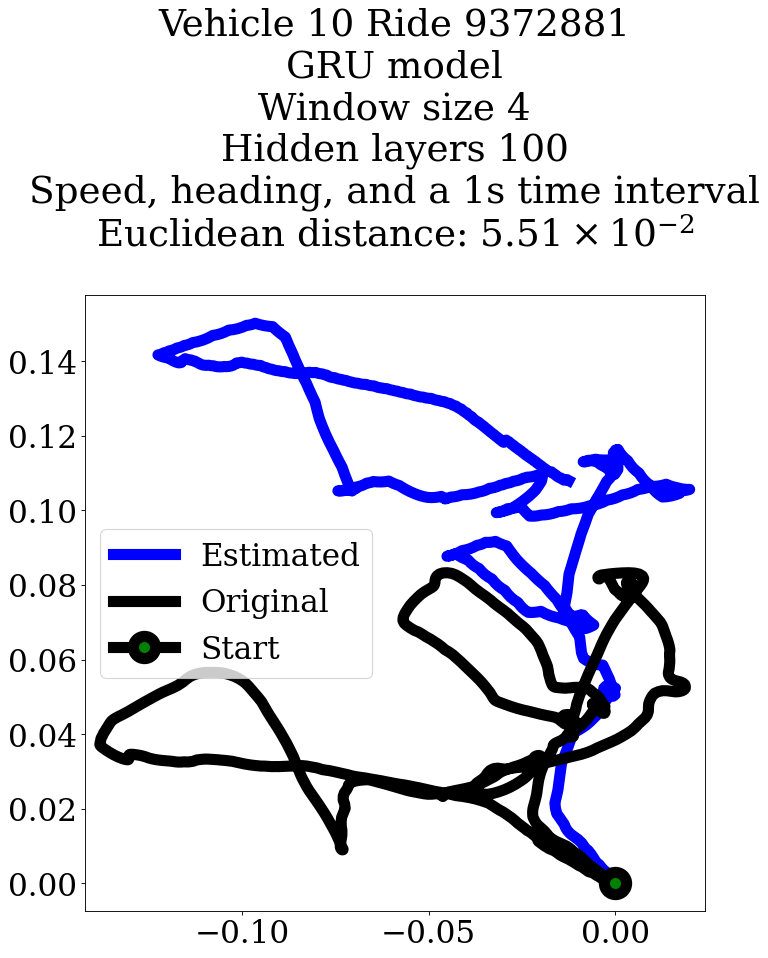 Vehicle 10 Ride 9372881
GRU model
Window size 4
Hidden layers 100
Speed, heading, and a 1s time interval
Euclidean distance: 5.51 × 10⁻²
0.14
0.12
0.10
0.08
0.06
0.04
0.02
0.00
Estimated
Original
Start
−0.10
−0.05
0.00